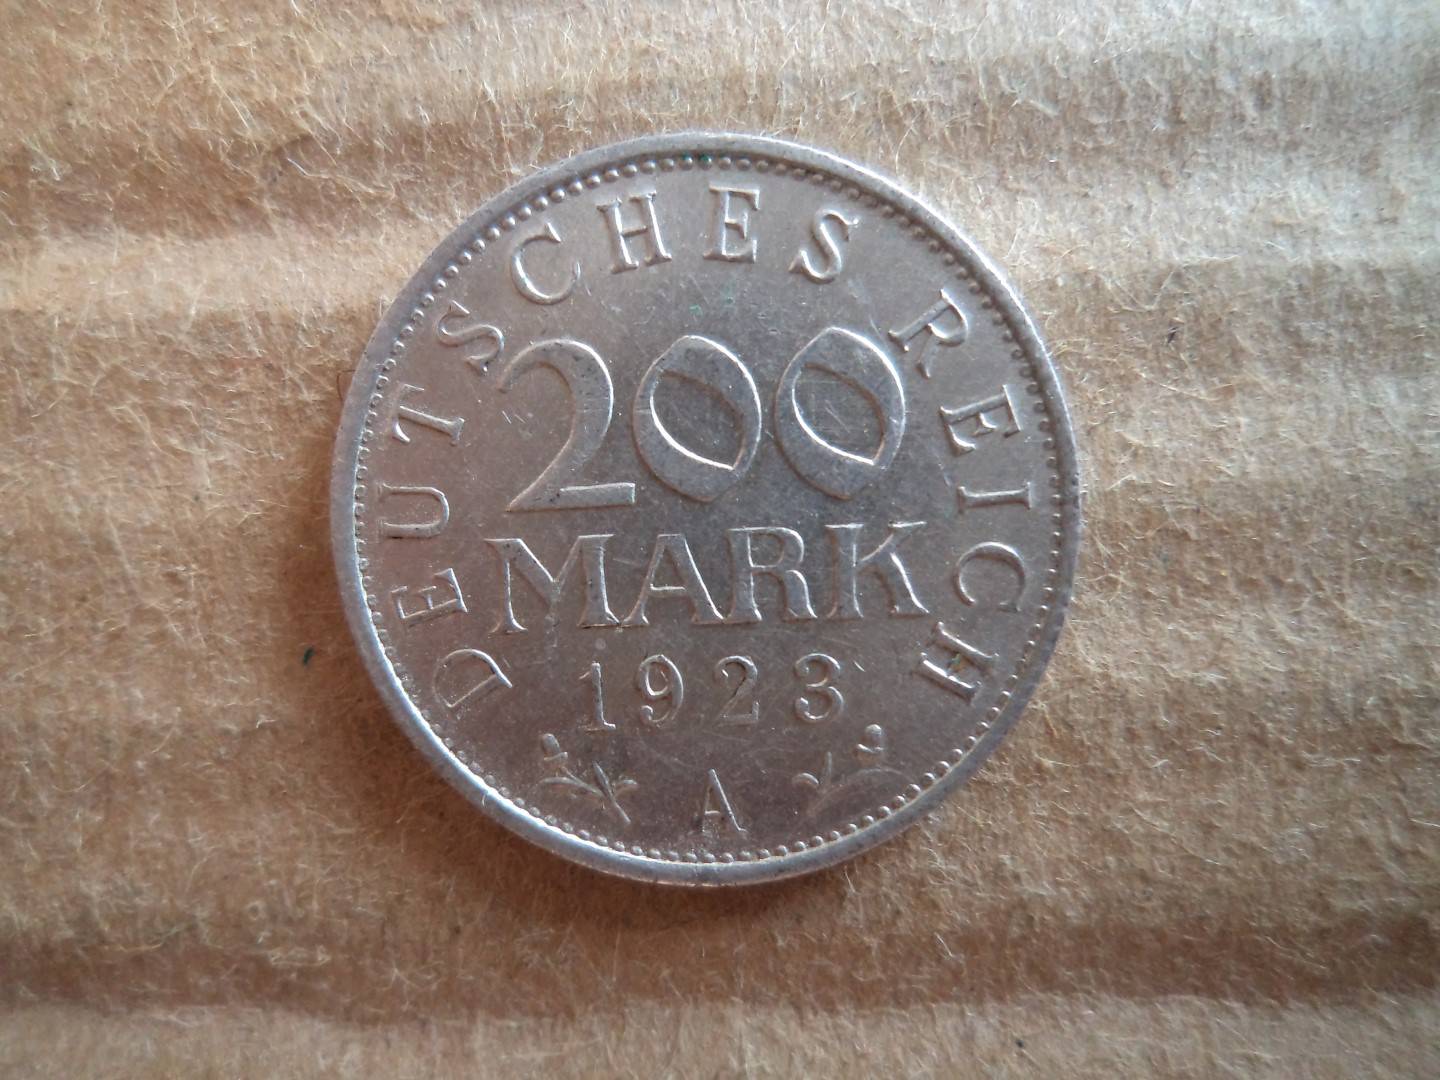 DEUTSCHES REICH
200
MARK
1923
A